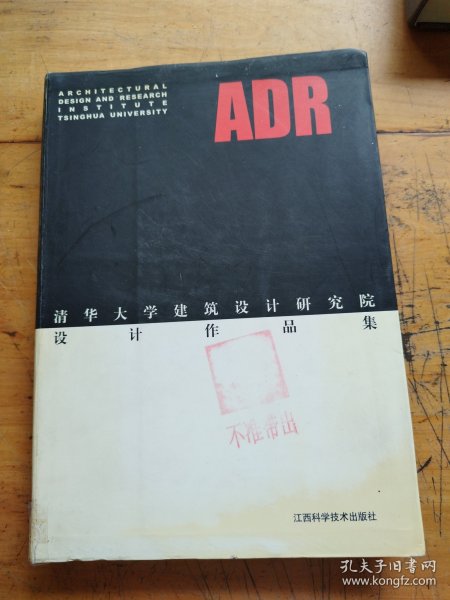 ARCHITECTURAL
DESIGN AND RESEARCH
INSTITUTE
TSINGHUA UNIVERSITY
ADR
清华大学建筑设计研究院
设计作品集
不准带出
江西科学技术出版社
孔夫子旧书网
www.kongfz.com